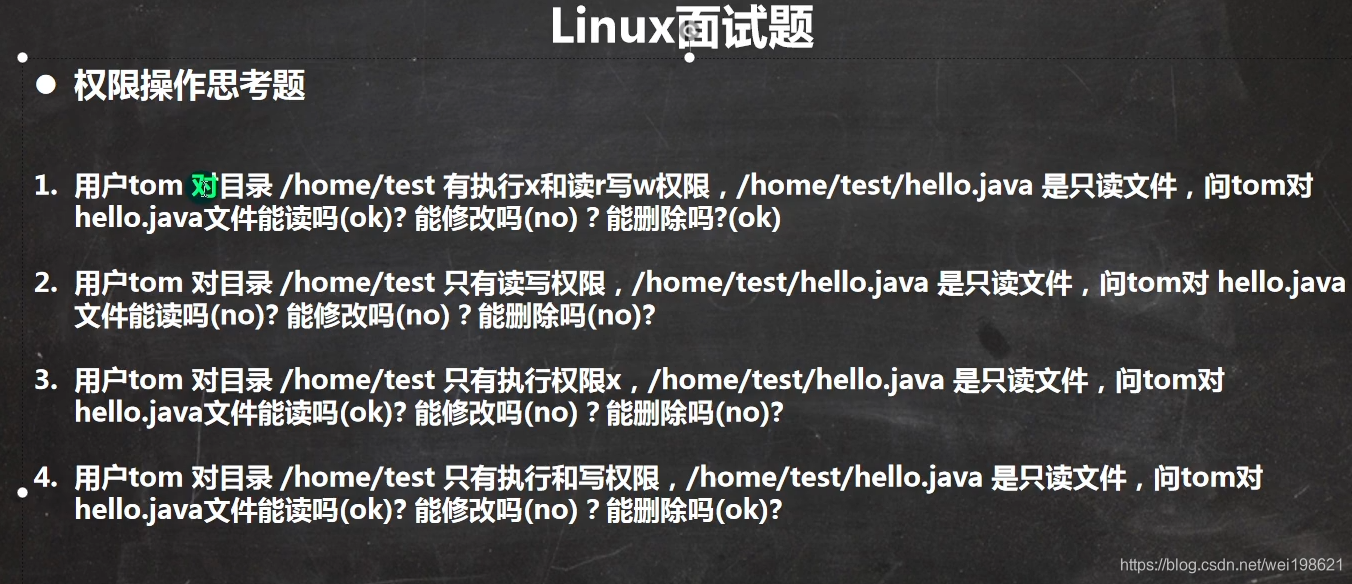 Linux面试题
● 权限操作思考题
1. 用户tom 对目录 /home/test 有执行x和读r写w权限，/home/test/hello.java 是只读文件，问tom对
hello.java文件能读吗(ok)? 能修改吗(no)？能删除吗?(ok)
2. 用户tom 对目录 /home/test 只有读写权限，/home/test/hello.java 是只读文件，问tom对 hello.java
文件能读吗(no)? 能修改吗(no)？能删除吗(no)?
3. 用户tom 对目录 /home/test 只有执行权限x，/home/test/hello.java 是只读文件，问tom对
hello.java文件能读吗(ok)? 能修改吗(no)？能删除吗(no)?
4. 用户tom 对目录 /home/test 只有执行和写权限，/home/test/hello.java 是只读文件，问tom对
hello.java文件能读吗(ok)? 能修改吗(no)？能删除吗(ok)?
https://blog.csdn.net/wei198621